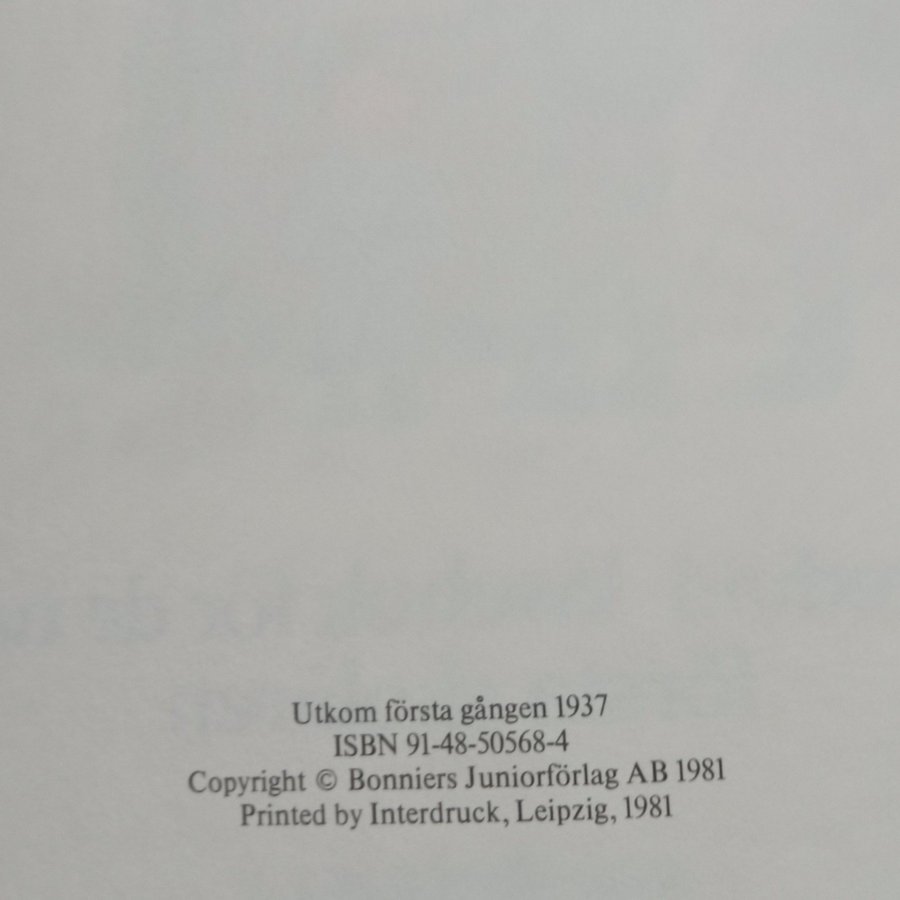 Utkom första gången 1937
ISBN 91-48-50568-4
Copyright © Bonniers Juniorförlag AB 1981
Printed by Interdruck, Leipzig, 1981